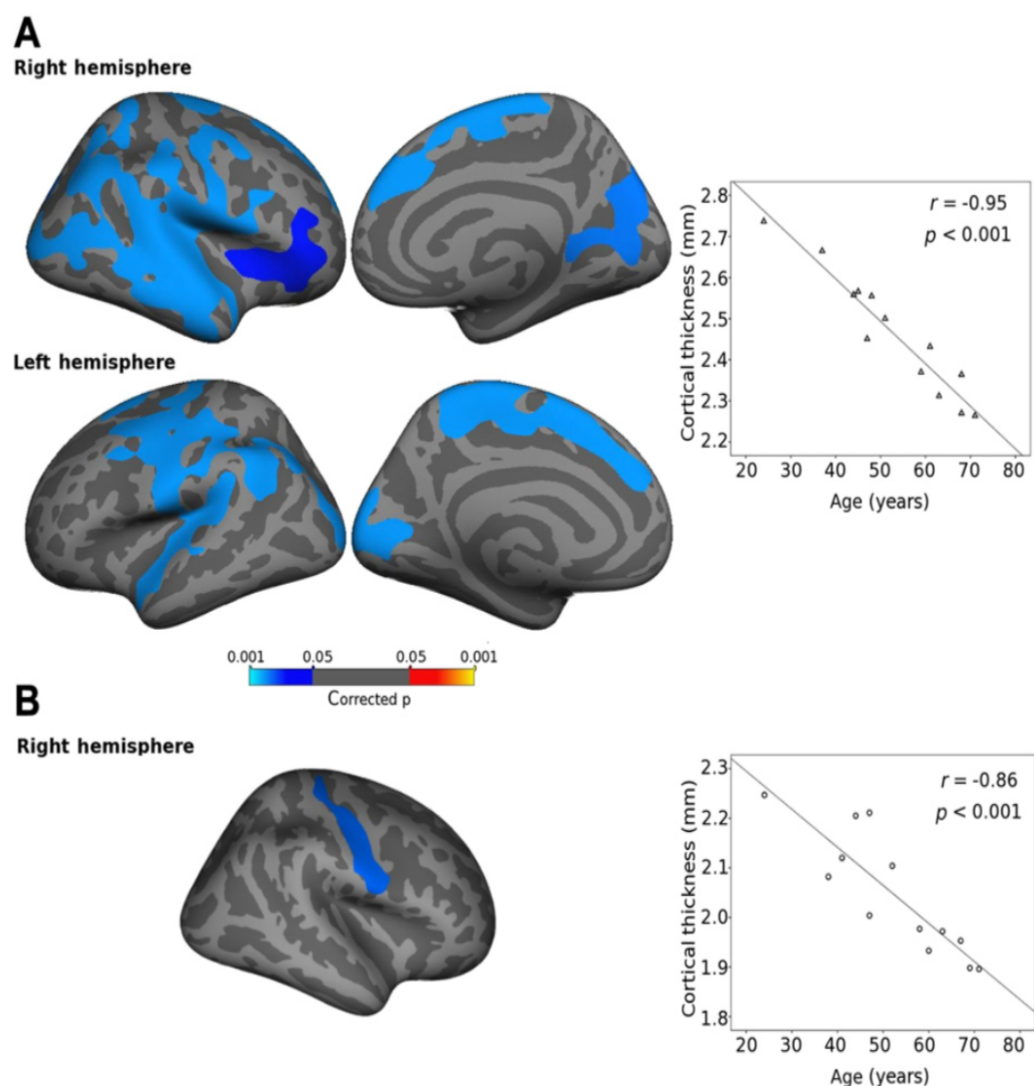 A
Right hemisphere
Left hemisphere
r = -0.95
p < 0.001
Cortical thickness (mm)
2.8
2.7
2.6
2.5
2.4
2.3
2.2
20 30 40 50 60 70 80
Age (years)
0.001 0.05 0.05 0.001
Corrected p
B
Right hemisphere
r = -0.86
p < 0.001
Cortical thickness (mm)
2.3
2.2
2.1
2.0
1.9
1.8
20 30 40 50 60 70 80
Age (years)